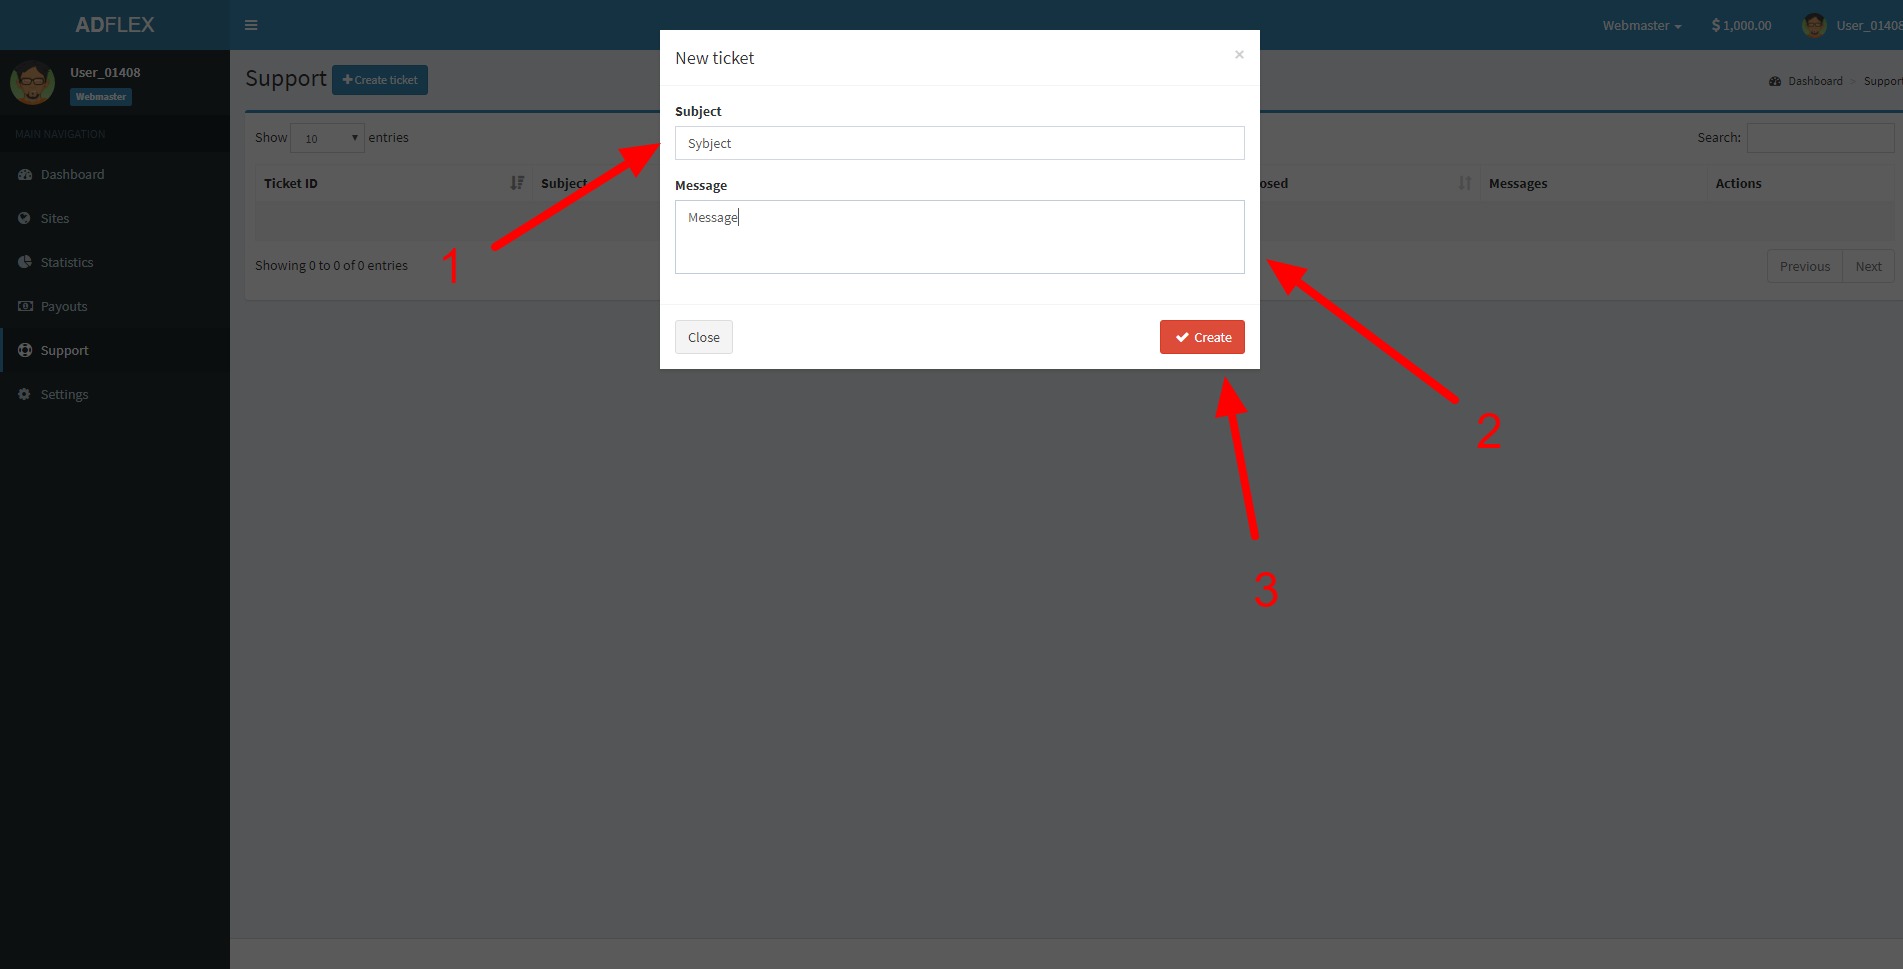 ADFLEX
Webmaster
$ 1,000.00
User_01408
User_01408
Webmaster
MAIN NAVIGATION
Dashboard
Sites
Statistics
Payouts
Support
Settings
Support
Create ticket
Dashboard > Support
Show 10 entries
Search:
Ticket ID
Subject
osed
Messages
Actions
Showing 0 to 0 of 0 entries
Previous
Next
New ticket
×
Subject
Sybject
Message
Message
Close
Create
1
2
3